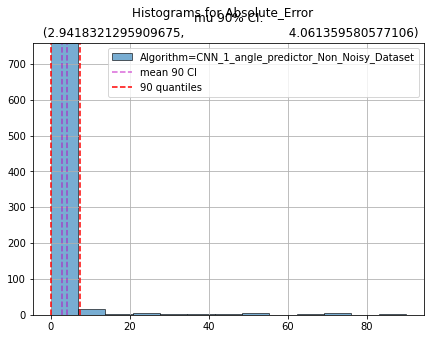 Histograms for Absolute_Error
mu 90% CI:
(2.9418321295909675, 4.061359580577106)
Algorithm=CNN_1_angle_predictor_Non_Noisy_Dataset
mean 90 CI
90 quantiles
700
600
500
400
300
200
100
0
0 20 40 60 80